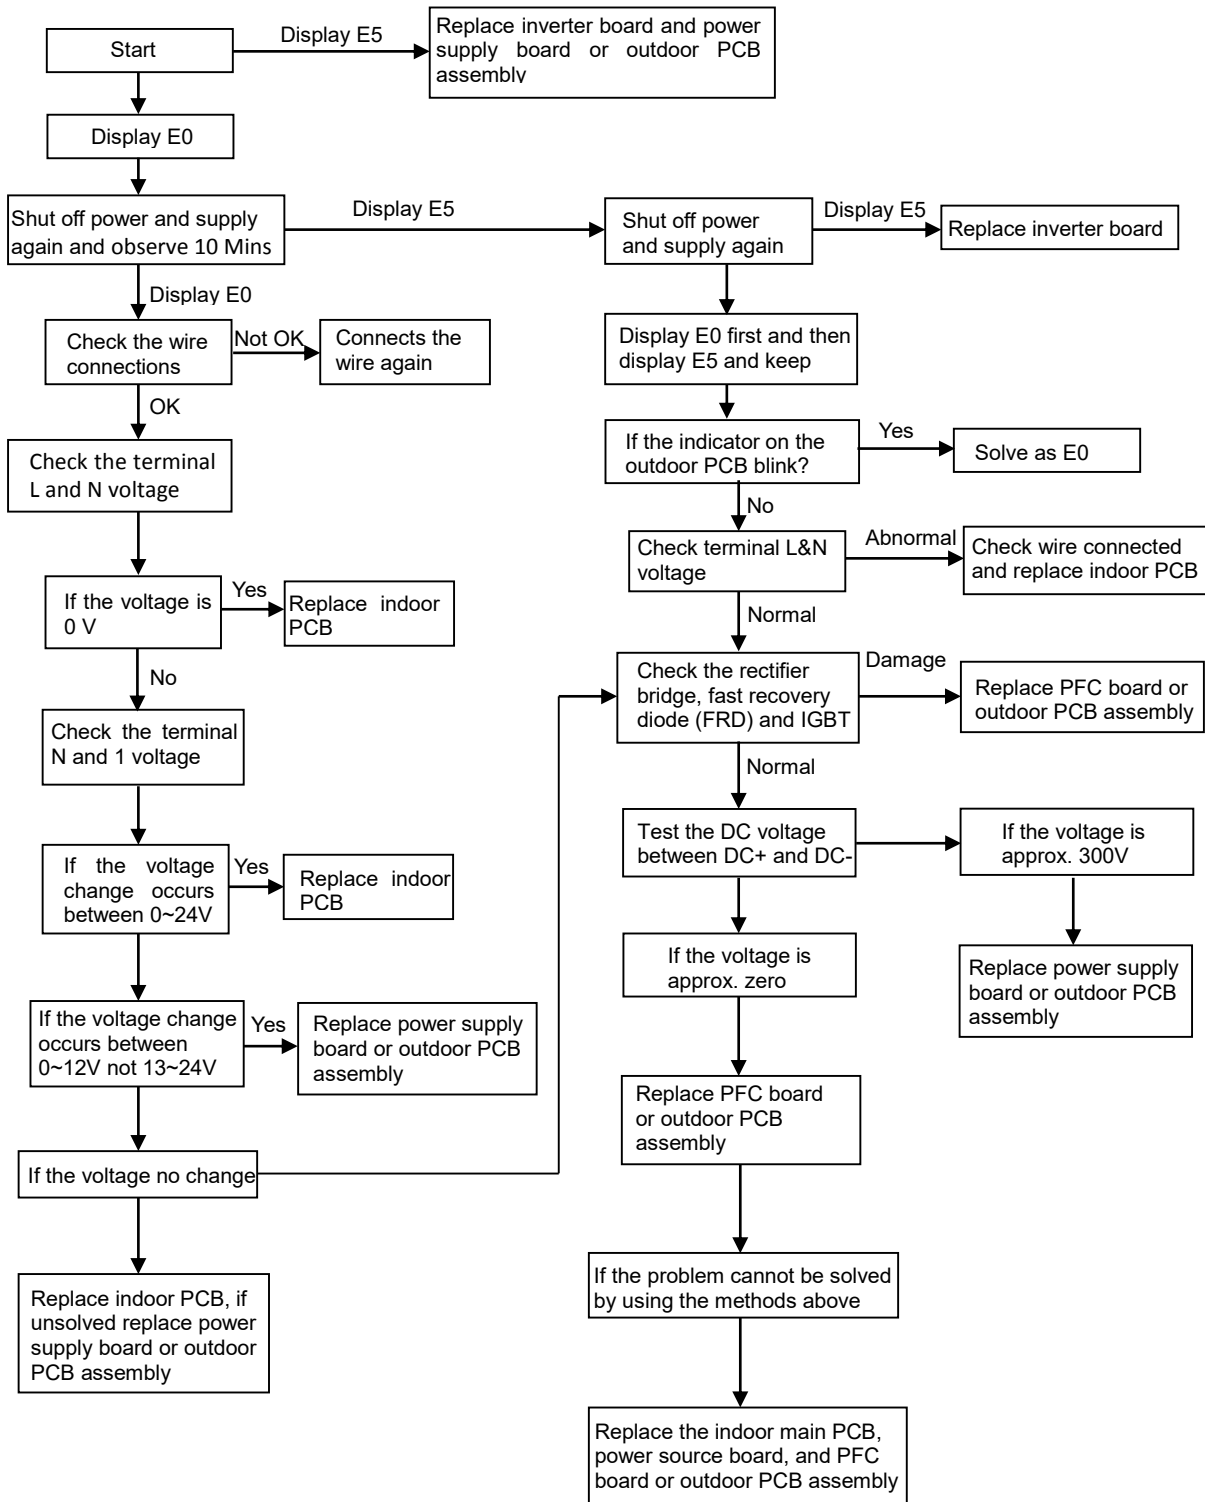 Start
Display E5
Replace inverter board and power
supply board or outdoor PCB
assembly
Display E0
Shut off power and supply
again and observe 10 Mins
Display E5
Shut off power
and supply again
Display E5
Replace inverter board
Display E0
Check the wire
connections
Not OK
Connects the
wire again
Display E0 first and then
display E5 and keep
OK
Check the terminal
L and N voltage
If the indicator on the
outdoor PCB blink?
Yes
Solve as E0
No
Check terminal L&N
voltage
Abnormal
Check wire connected
and replace indoor PCB
If the voltage is
0 V
Yes
Replace indoor
PCB
Normal
No
Check the rectifier
bridge, fast recovery
diode (FRD) and IGBT
Damage
Replace PFC board or
outdoor PCB assembly
Check the terminal
N and 1 voltage
Normal
Test the DC voltage
between DC+ and DC-
If the voltage is
approx. 300V
If the voltage
change occurs
between 0~24V
Yes
Replace indoor
PCB
If the voltage is
approx. zero
Replace power supply
board or outdoor PCB
assembly
If the voltage change
occurs between
0~12V not 13~24V
Yes
Replace power supply
board or outdoor PCB
assembly
Replace PFC board
or outdoor PCB
assembly
If the voltage no change
If the problem cannot be solved
by using the methods above
Replace indoor PCB, if
unsolved replace power
supply board or outdoor
PCB assembly
Replace the indoor main PCB,
power source board, and PFC
board or outdoor PCB assembly